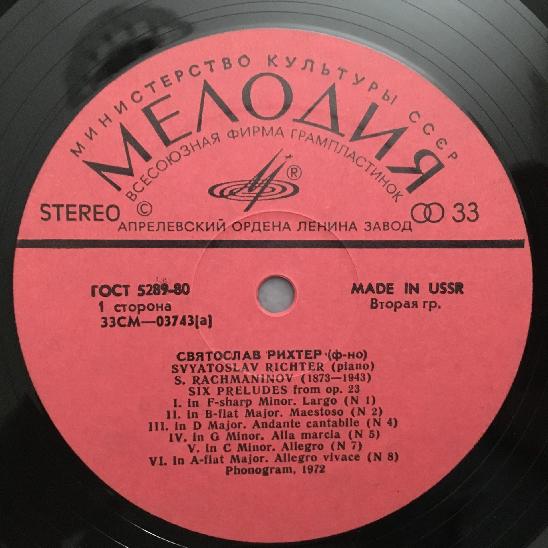 МИНИСТЕРСТВО КУЛЬТУРЫ СССР
МЕЛОДИЯ
ВСЕСОЮЗНАЯ ФИРМА ГРАМПЛАСТИНОК
®
STEREO ©
33
АПРЕЛЕВСКИЙ ОРДЕНА ЛЕНИНА ЗАВОД
ГОСТ 5289-80
MADE IN USSR
1 сторона
Вторая гр.
33СМ—03743(а)
СВЯТОСЛАВ РИХТЕР (ф-но)
SVYATOSLAV RICHTER (piano)
S. RACHMANINOV (1873—1943)
SIX PRELUDES from op. 23
I. in F-sharp Minor. Largo (N 1)
II. in B-flat Major. Maestoso (N 2)
III. in D Major. Andante cantabile (N 4)
IV. in G Minor. Alla marcia (N 5)
V. in C Minor. Allegro (N 7)
VI. in A-flat Major. Allegro vivace (N 8)
Phonogram, 1972